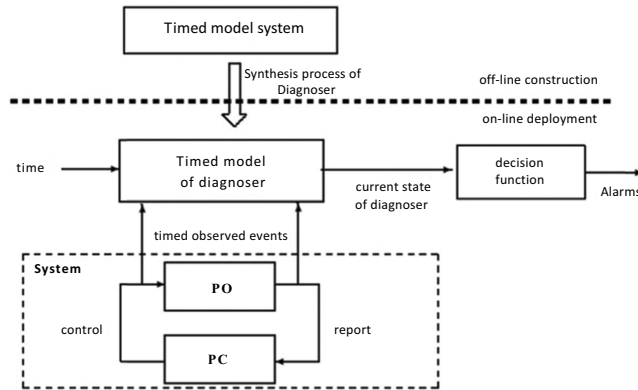 Timed model system
Synthesis process of
Diagnoser
off-line construction
on-line deployment
time
Timed model
of diagnoser
current state
of diagnoser
decision
function
Alarms
timed observed events
System
PO
control
report
PC